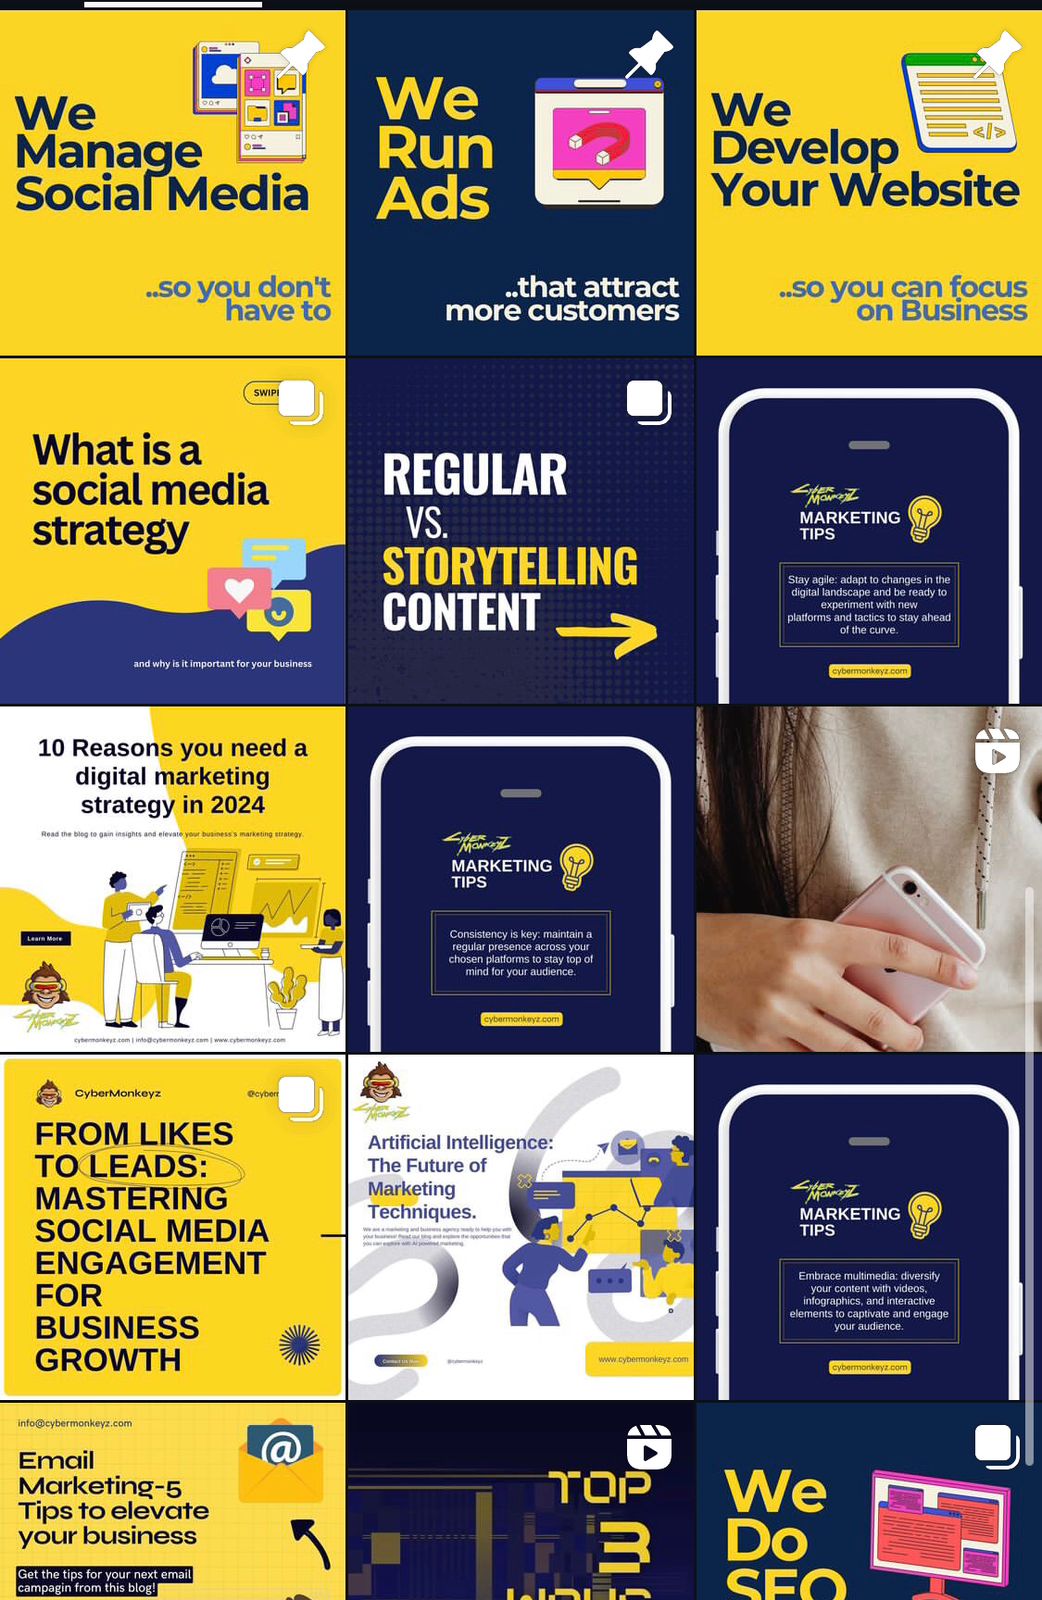 We
Manage
Social Media
..so you don't
have to
We
Run
Ads
..that attract
more customers
We
Develop
Your Website
</>
..so you can focus
on Business
SWIPE
What is a
social media
strategy
and why is it important for your business
REGULAR
VS.
STORYTELLING
CONTENT
CYBER
MONKEYZ
MARKETING
TIPS
Stay agile: adapt to changes in the
digital landscape and be ready to
experiment with new
platforms and tactics to stay ahead
of the curve.
cybermonkeyz.com
10 Reasons you need a
digital marketing
strategy in 2024
Read the blog to gain insights and elevate your business's marketing strategy.
Learn More
CYBER
MONKEYZ
cybermonkeyz.com | info@cybermonkeyz.com | www.cybermonkeyz.com
CYBER
MONKEYZ
MARKETING
TIPS
Consistency is key: maintain a
regular presence across your
chosen platforms to stay top of
mind for your audience.
cybermonkeyz.com
CyberMonkeyz
@cyber
FROM LIKES
TO LEADS:
MASTERING
SOCIAL MEDIA
ENGAGEMENT
FOR
BUSINESS
GROWTH
CYBER
MONKEYZ
Artificial Intelligence:
The Future of
Marketing
Techniques.
We are a marketing and business agency ready to help you with
your business! Read our blog and explore the opportunities that
you can explore with AI powered marketing.
Contact Us Now
@cybermonkeyz
www.cybermonkeyz.com
CYBER
MONKEYZ
MARKETING
TIPS
Embrace multimedia: diversify
your content with videos,
infographics, and interactive
elements to captivate and engage
your audience.
cybermonkeyz.com
info@cybermonkeyz.com
Email
Marketing-5
Tips to elevate
your business
Get the tips for your next email
campagin from this blog!
@
TOP
3
We
Do
SEO